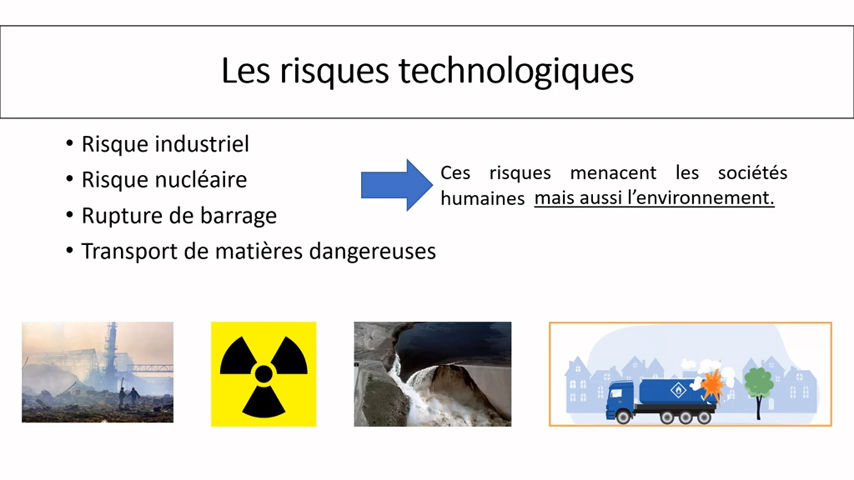 Les risques technologiques
• Risque industriel
• Risque nucléaire
• Rupture de barrage
• Transport de matières dangereuses
Ces risques menacent les sociétés
humaines mais aussi l’environnement.